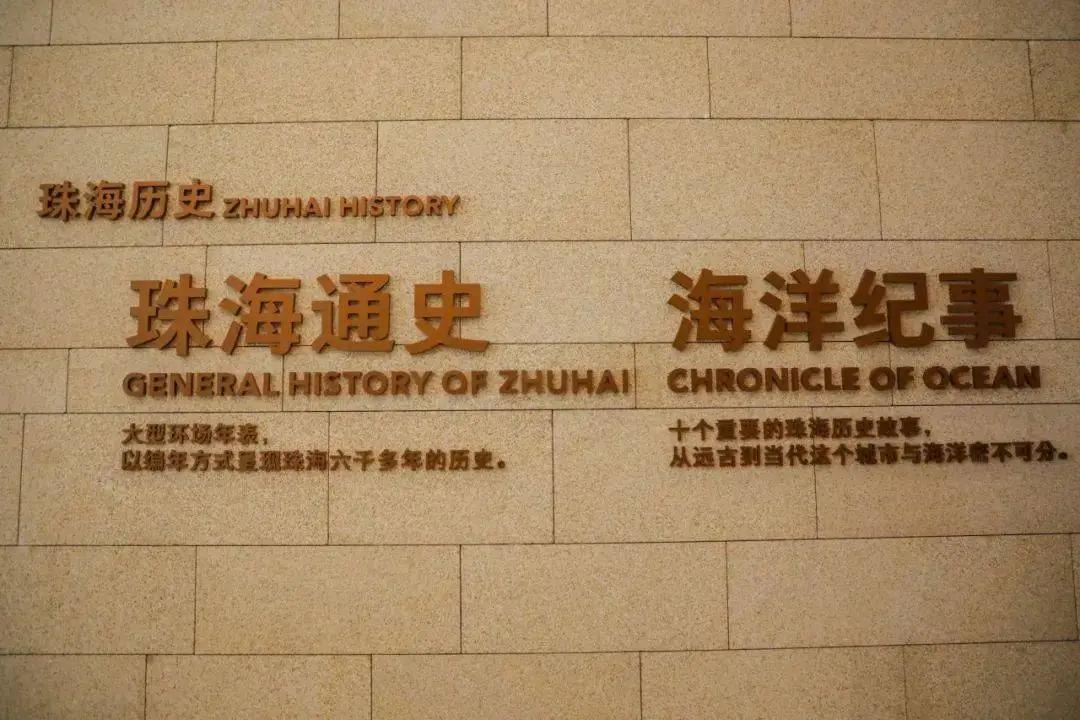 珠海历史 ZHUHAI HISTORY
珠海通史
GENERAL HISTORY OF ZHUHAI
大型环场年表，
以编年方式呈现珠海六千多年的历史。
海洋纪事
CHRONICLE OF OCEAN
十个重要的珠海历史故事，
从远古到当代这个城市与海洋密不可分。